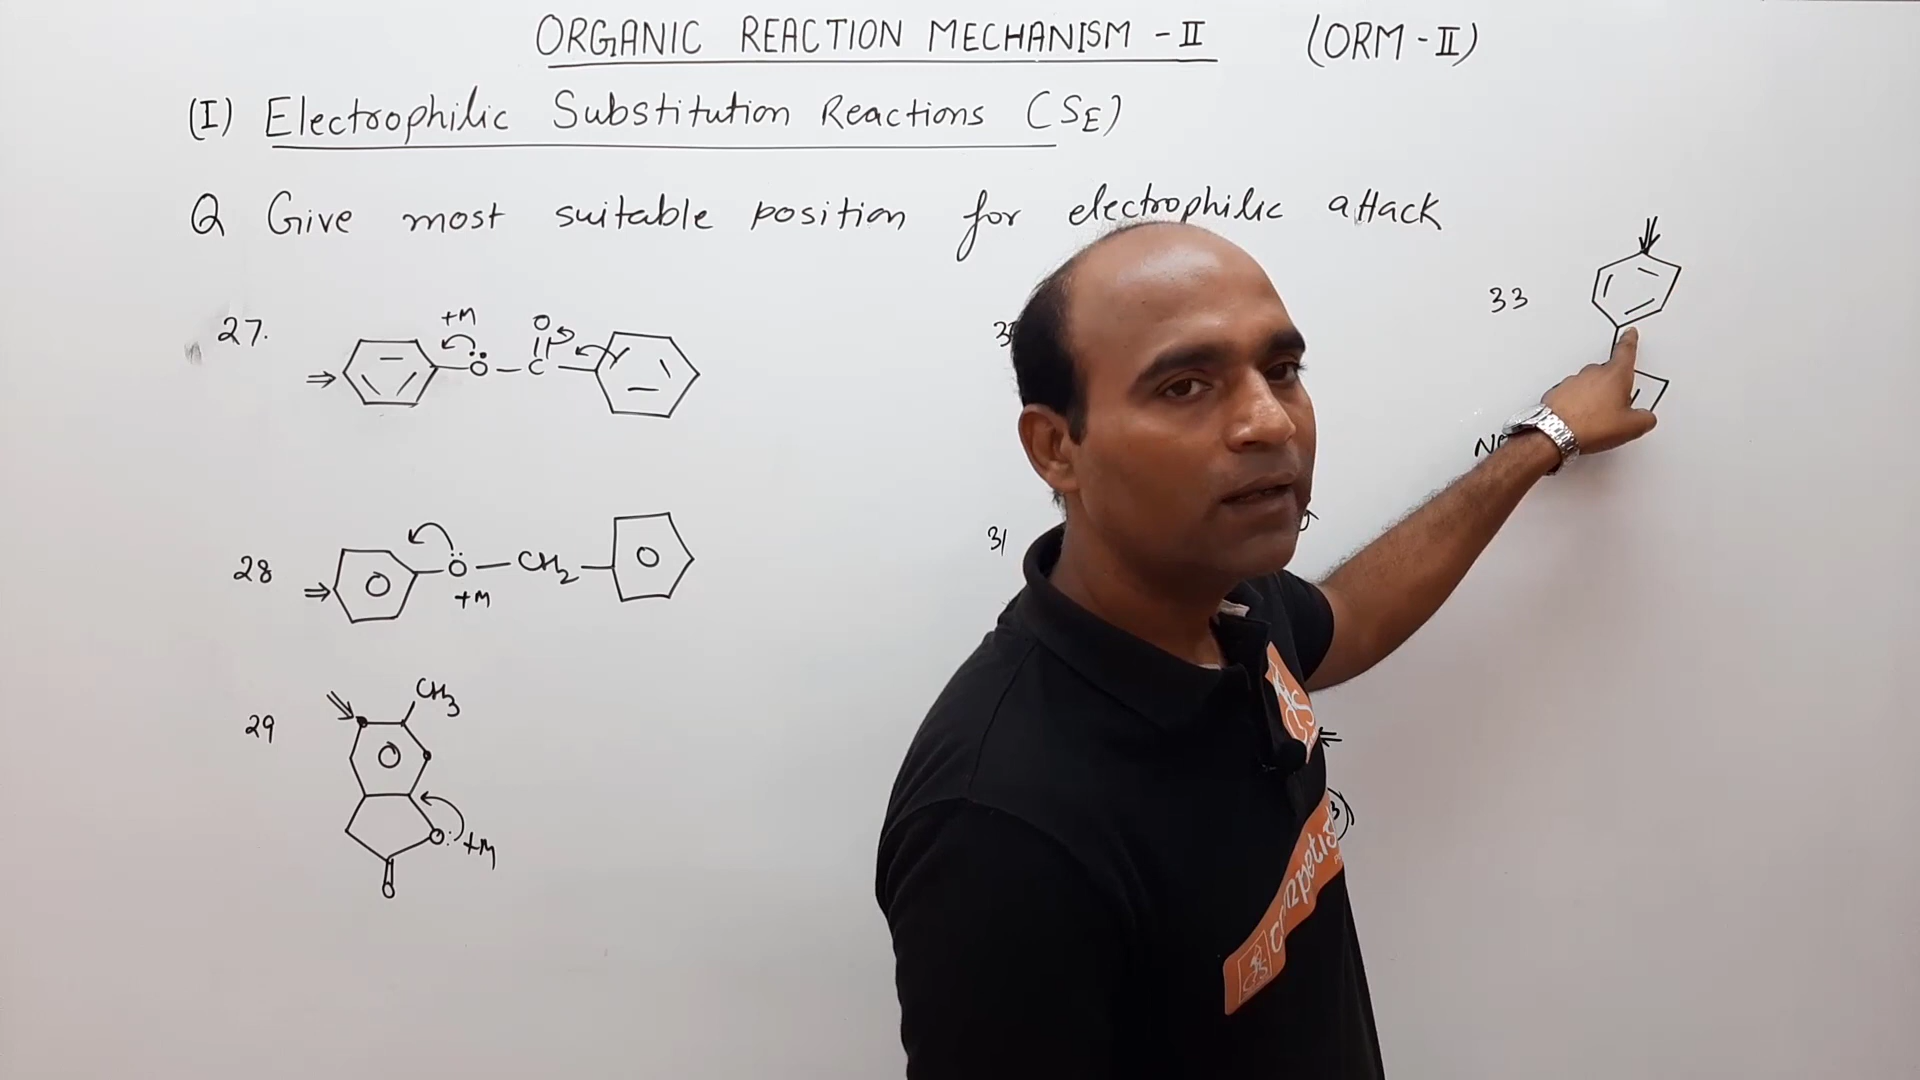 ORGANIC REACTION MECHANISM - II (ORM - II)
(I) Electrophilic Substitution Reactions (SE)
Q Give most suitable position for electrophilic attack
27.
+M
O
O – C
28
O – CH2
+M
29
CH3
O: +M
O
31
33